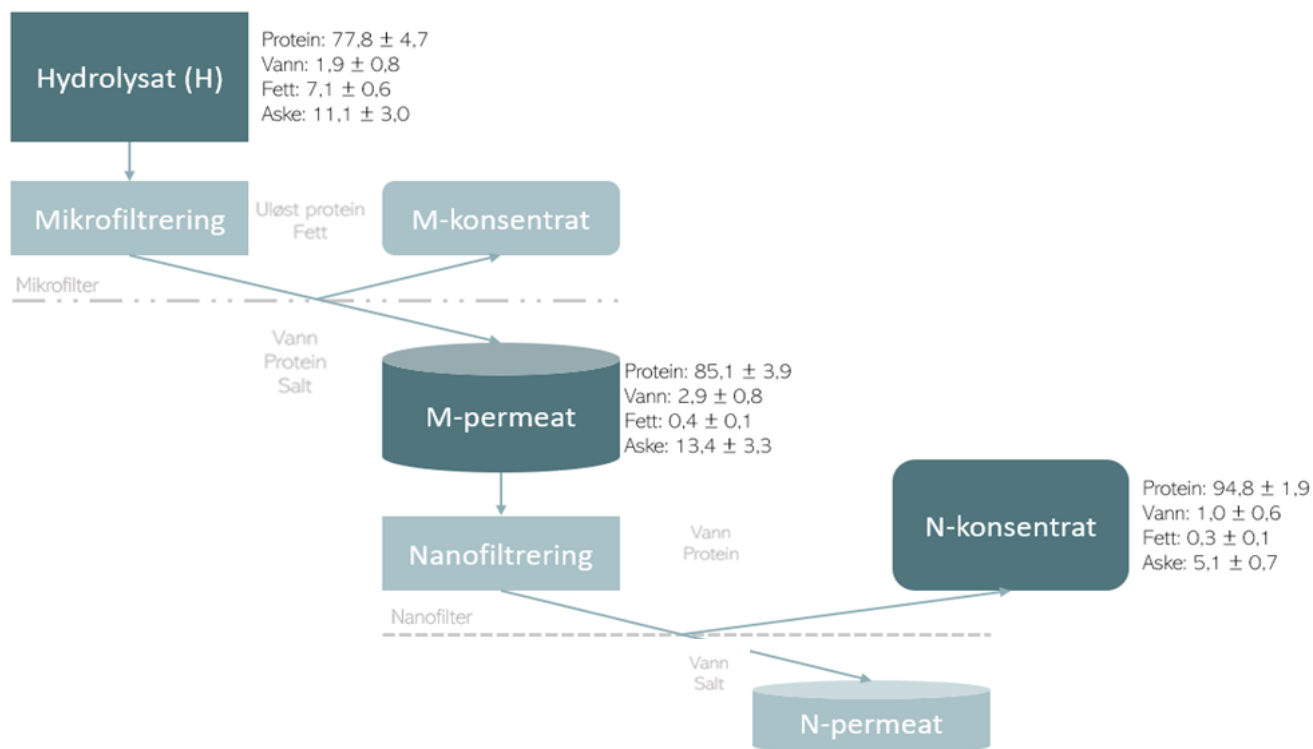 Hydrolysat (H)
Protein: 77,8 ± 4,7
Vann: 1,9 ± 0,8
Fett: 7,1 ± 0,6
Aske: 11,1 ± 3,0
Mikrofiltrering
Uløst protein
Fett
M-konsentrat
Mikrofilter
Vann
Protein
Salt
M-permeat
Protein: 85,1 ± 3,9
Vann: 2,9 ± 0,8
Fett: 0,4 ± 0,1
Aske: 13,4 ± 3,3
Nanofiltrering
Vann
Protein
N-konsentrat
Protein: 94,8 ± 1,9
Vann: 1,0 ± 0,6
Fett: 0,3 ± 0,1
Aske: 5,1 ± 0,7
Nanofilter
Vann
Salt
N-permeat